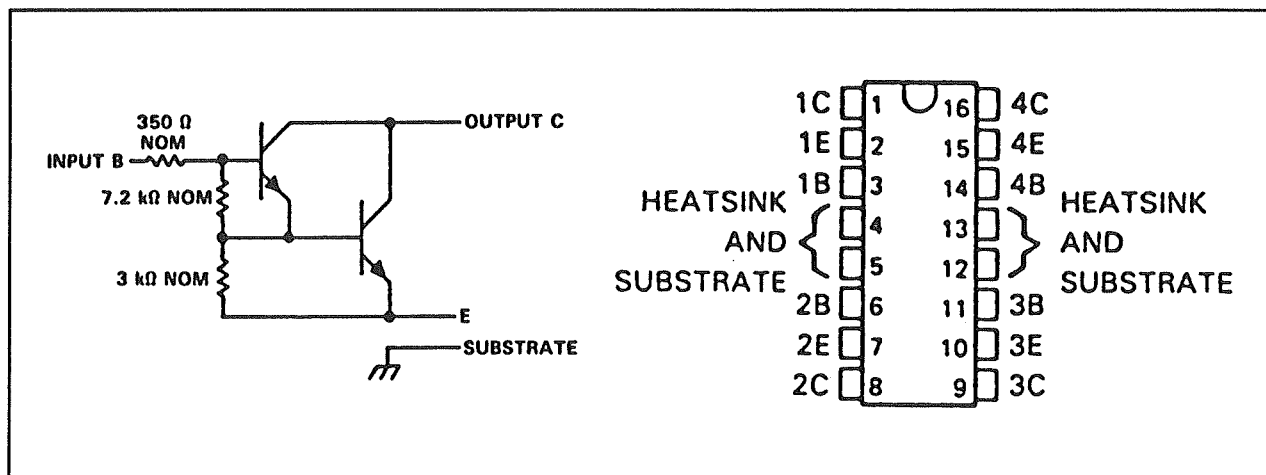 350 Ω
NOM
INPUT B
OUTPUT C
7.2 kΩ NOM
3 kΩ NOM
E
SUBSTRATE
1C 1 16 4C
1E 2 15 4E
1B 3 14 4B
HEATSINK
AND
SUBSTRATE
4 13
5 12
HEATSINK
AND
SUBSTRATE
2B 6 11 3B
2E 7 10 3E
2C 8 9 3C